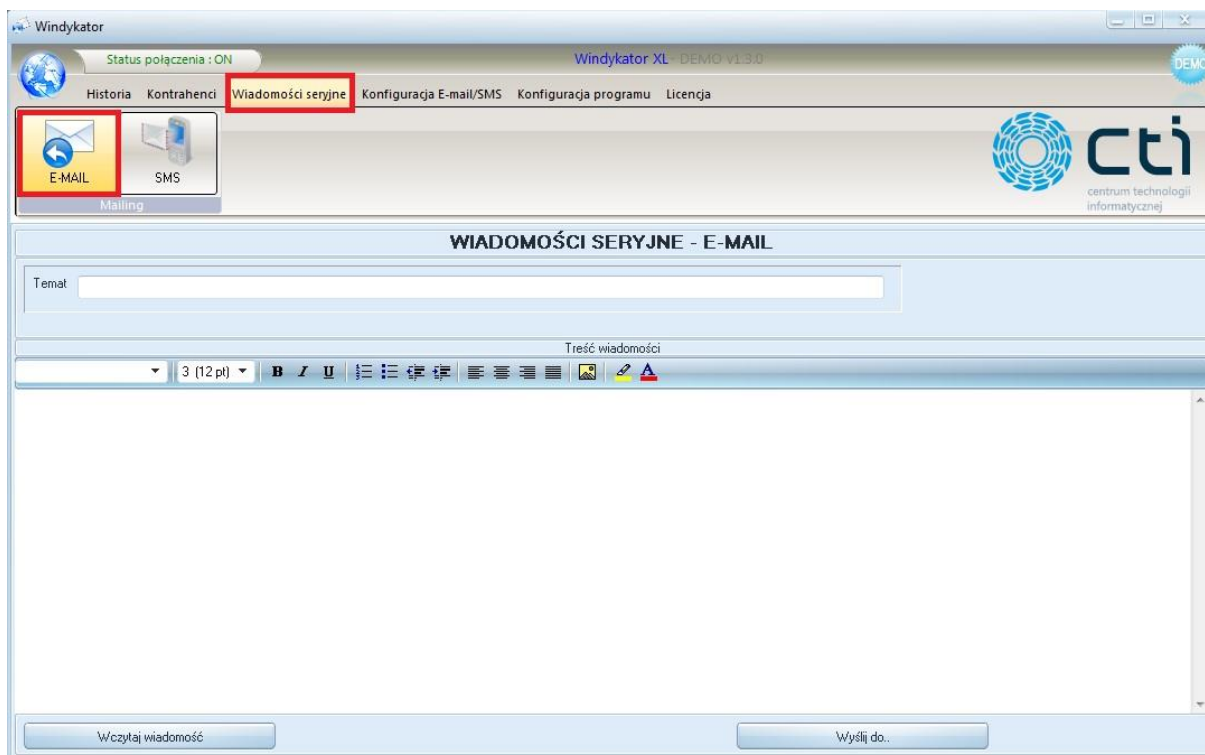 Windykator
Status połączenia : ON
Windykator XL - DEMO v1.3.0
DEMO
Historia Kontrahenci Wiadomości seryjne Konfiguracja E-mail/SMS Konfiguracja programu Licencja
E-MAIL SMS
Mailing
cti
centrum technologii
informatycznej
WIADOMOŚCI SERYJNE - E-MAIL
Temat
Treść wiadomości
3 (12 pt) B I U A
Wczytaj wiadomość Wyślij do..